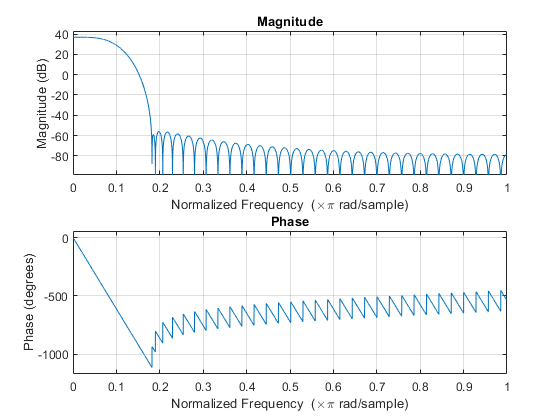 Magnitude
40
20
0
-20
-40
-60
-80
Magnitude (dB)
0 0.1 0.2 0.3 0.4 0.5 0.6 0.7 0.8 0.9 1
Normalized Frequency (×π rad/sample)
Phase
0
-500
-1000
Phase (degrees)
0 0.1 0.2 0.3 0.4 0.5 0.6 0.7 0.8 0.9 1
Normalized Frequency (×π rad/sample)